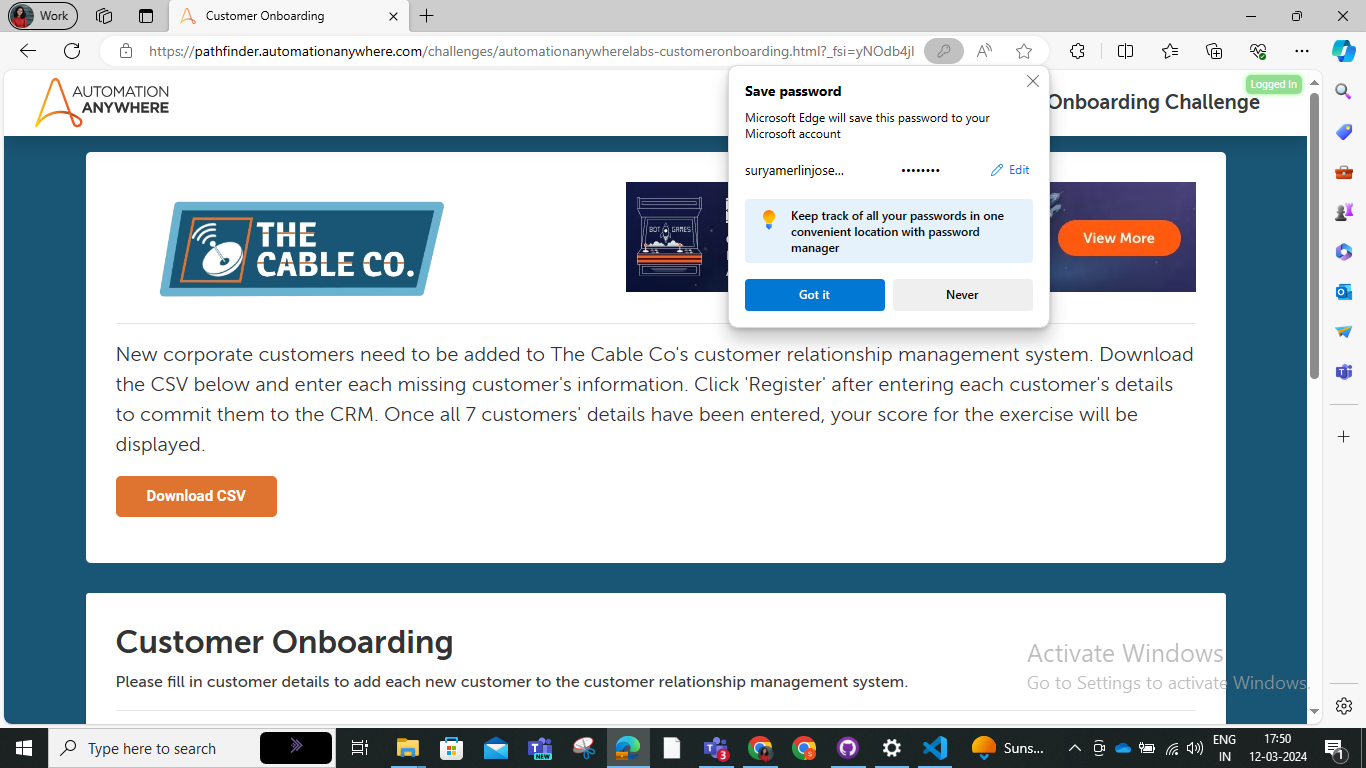 Work
Customer Onboarding
https://pathfinder.automationanywhere.com/challenges/automationanywherelabs-customeronboarding.html?_fsi=yNOdb4jI
AUTOMATION
ANYWHERE
Onboarding Challenge
Logged In
Save password
Microsoft Edge will save this password to your
Microsoft account
suryamerlinjose...
••••••••
Edit
Keep track of all your passwords in one
convenient location with password
manager
Got it
Never
THE
CABLE CO.
BOT GAMES
View More
New corporate customers need to be added to The Cable Co's customer relationship management system. Download
the CSV below and enter each missing customer's information. Click 'Register' after entering each customer's details
to commit them to the CRM. Once all 7 customers' details have been entered, your score for the exercise will be
displayed.
Download CSV
Customer Onboarding
Please fill in customer details to add each new customer to the customer relationship management system.
Activate Windows
Go to Settings to activate Windows.
Type here to search
NEW
3
Suns...
ENG
IN
17:50
12-03-2024
1